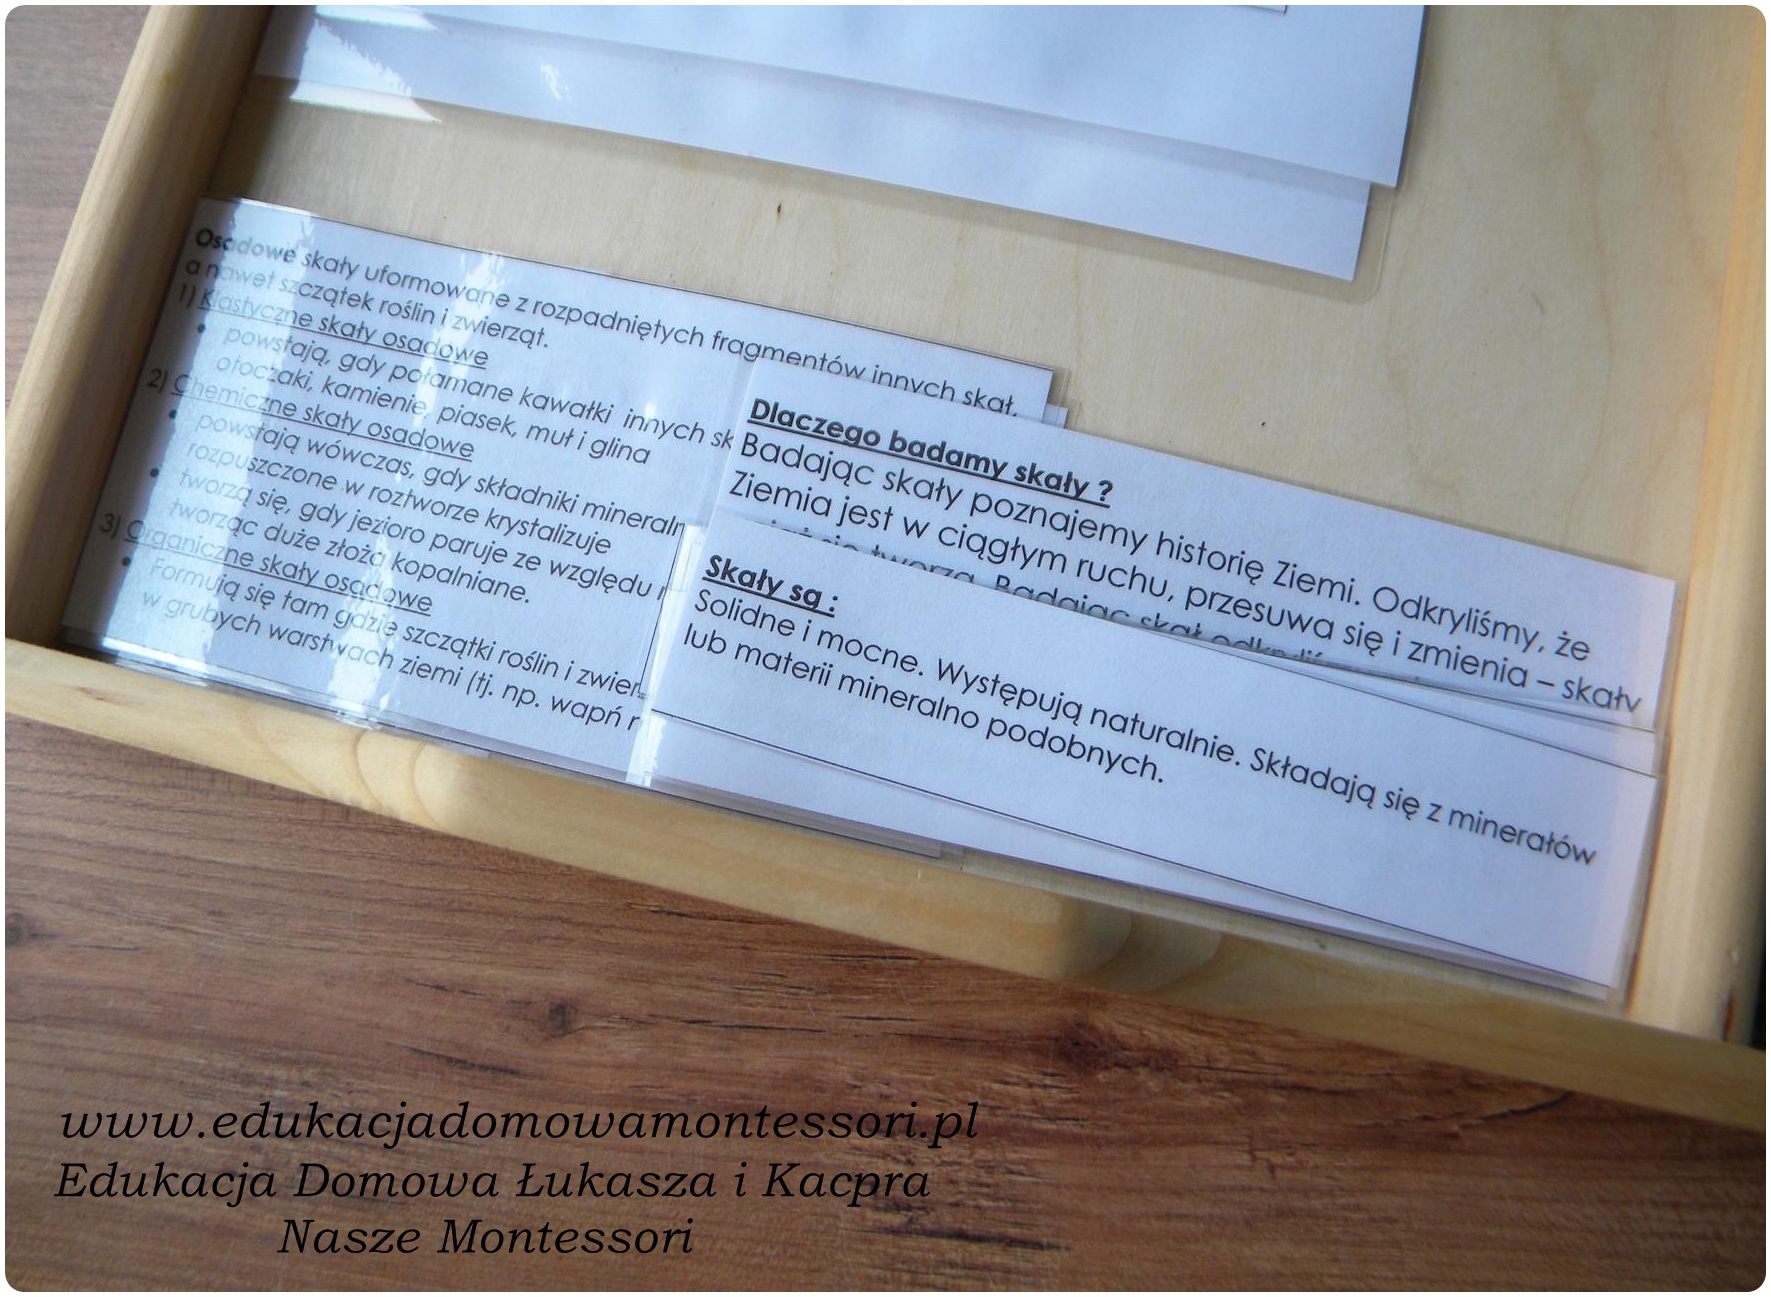 Osadowe skały uformowane z rozpadniętych fragmentów innych skał,
a nawet szczątek roślin i zwierząt.
1) Klastyczne skały osadowe
• powstają, gdy połamane kawałki innych sk
otoczaki, kamienie, piasek, muł i glina
2) Chemiczne skały osadowe
• powstają wówczas, gdy składniki mineraln
rozpuszczone w roztworze krystalizuje
• tworzą się, gdy jezioro paruje ze względu
tworząc duże złoża kopalniane.
3) Organiczne skały osadowe
• Formują się tam gdzie szczątki roślin i zwier
w grubych warstwach ziemi (tj. np. wapń
Dlaczego badamy skały ?
Badając skały poznajemy historię Ziemi. Odkryliśmy, że
Ziemia jest w ciągłym ruchu, przesuwa się i zmienia – skały
się tworzą. Badając skał
Skały są :
Solidne i mocne. Występują naturalnie. Składają się z minerałów
lub materii mineralno podobnych.
www.edukacjadomowamontessori.pl
Edukacja Domowa Łukasza i Kacpra
Nasze Montessori